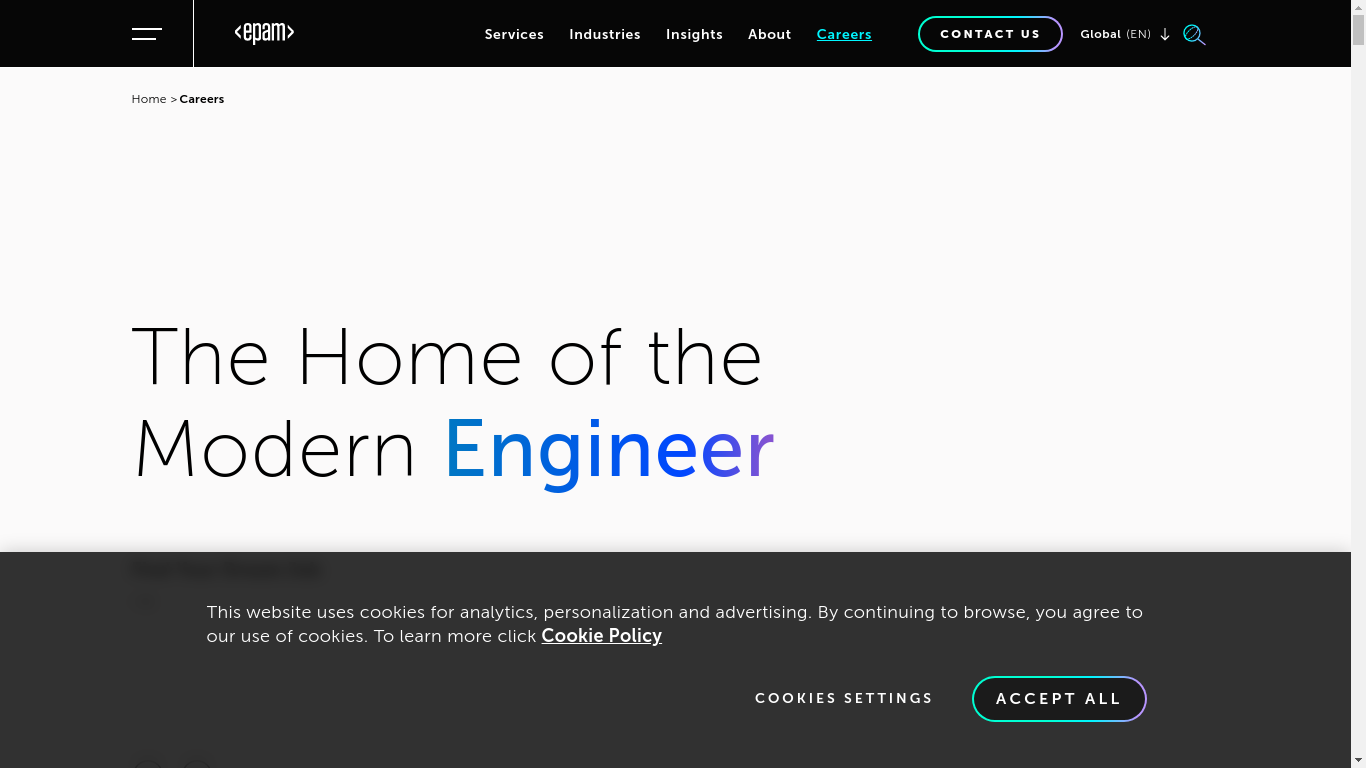 <epam>
Services Industries Insights About Careers
CONTACT US
Global (EN)
Home > Careers
The Home of the
Modern Engineer
This website uses cookies for analytics, personalization and advertising. By continuing to browse, you agree to
our use of cookies. To learn more click Cookie Policy
COOKIES SETTINGS
ACCEPT ALL